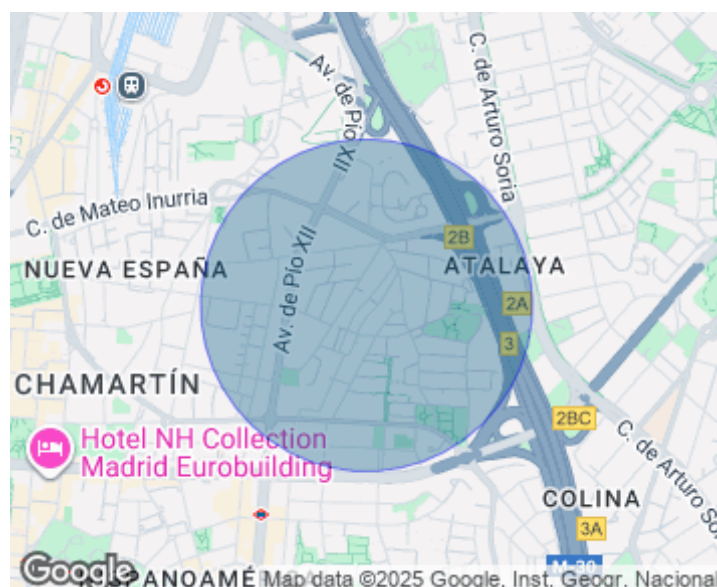 Av. de Pío XII
C. de Arturo Soria
C. de Mateo Inurria
2B
NUEVA ESPAÑA
ATALAYA
Av. de Pío XII
2A
3
CHAMARTÍN
2BC
Hotel NH Collection
Madrid Eurobuilding
C. de Arturo Sor
COLINA
3A
M-30
Google
SPANOAMÉ
Map data ©2025 Google, Inst. Geogr. Nacional